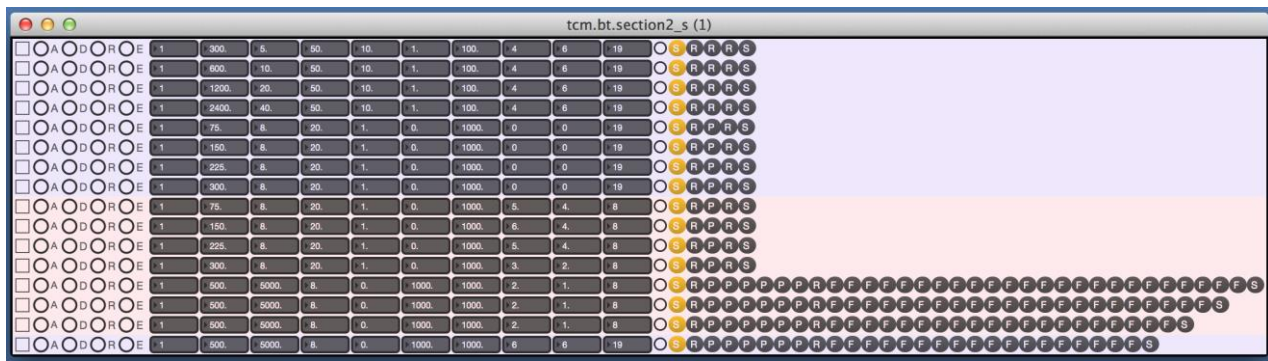 tcm.bt.section2_s (1)
A D R E 1 300. 5. 50. 10. 1. 100. 4 6 19 S R R R S
A D R E 1 600. 10. 50. 10. 1. 100. 4 6 19 S R R R S
A D R E 1 1200. 20. 50. 10. 1. 100. 4 6 19 S R R R S
A D R E 1 2400. 40. 50. 10. 1. 100. 4 6 19 S R R R S
A D R E 1 75. 8. 20. 1. 0. 1000. 0 0 19 S R P R S
A D R E 1 150. 8. 20. 1. 0. 1000. 0 0 19 S R P R S
A D R E 1 225. 8. 20. 1. 0. 1000. 0 0 19 S R P R S
A D R E 1 300. 8. 20. 1. 0. 1000. 0 0 19 S R P R S
A D R E 1 75. 8. 20. 1. 0. 1000. 5. 4. 8 S R P R S
A D R E 1 150. 8. 20. 1. 0. 1000. 6. 4. 8 S R P R S
A D R E 1 225. 8. 20. 1. 0. 1000. 5. 4. 8 S R P R S
A D R E 1 300. 8. 20. 1. 0. 1000. 3. 2. 8 S R P R S
A D R E 1 500. 5000. 8. 0. 1000. 1000. 2. 1. 8 S R P P P P P P R F F F F F F F F F F F F F F F F F F F F F F F F S
A D R E 1 500. 5000. 8. 0. 1000. 1000. 2. 1. 8 S R P P P P P P R F F F F F F F F F F F F F F F F F F F F F F S
A D R E 1 500. 5000. 8. 0. 1000. 1000. 2. 1. 8 S R P P P P P P R F F F F F F F F F F F F F F F F F F F F S
A D R E 1 500. 5000. 8. 0. 1000. 1000. 6 6 19 S R P P P P P P R F F F F F F F F F F F F F F F F F F S